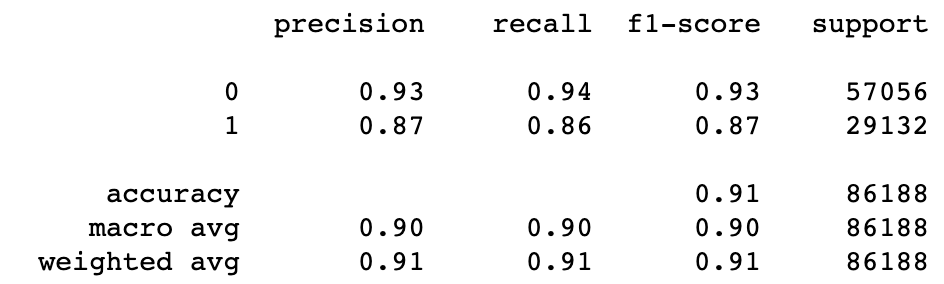 precision recall f1-score support
0 0.93 0.94 0.93 57056
1 0.87 0.86 0.87 29132
accuracy 0.91 86188
macro avg 0.90 0.90 0.90 86188
weighted avg 0.91 0.91 0.91 86188